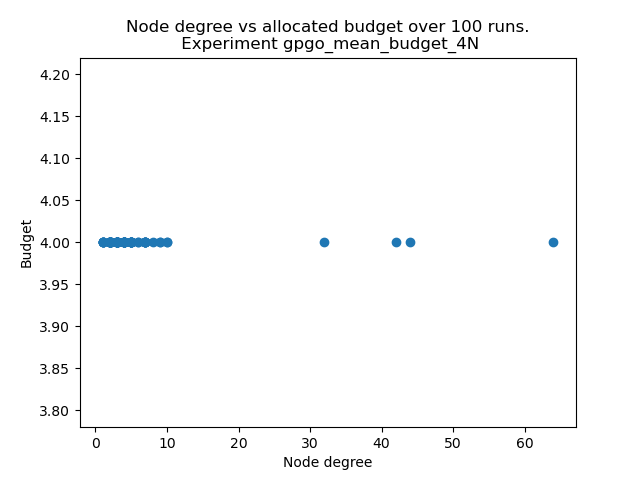 Node degree vs allocated budget over 100 runs.
Experiment gpgo_mean_budget_4N
4.20
4.15
4.10
4.05
4.00
3.95
3.90
3.85
3.80
Budget
0 10 20 30 40 50 60
Node degree